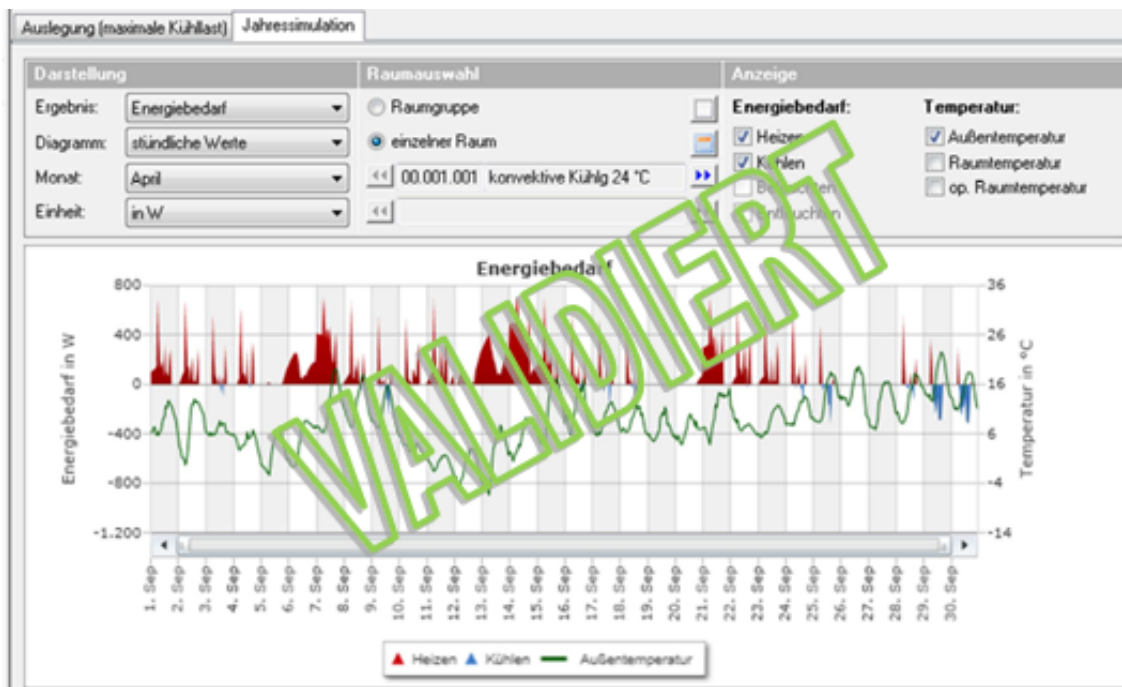 Auslegung (maximale Kühllast) Jahressimulation
Darstellung Raumauswahl Anzeige
Ergebnis: Energiebedarf Raumgruppe Energiebedarf: Temperatur:
Diagramm: stündliche Werte einzelner Raum Heizen Außentemperatur
Monat: April 00.001.001 konvektive Kühlg 24 °C Kühlen Raumtemperatur
Einheit: in W Befeuchten op. Raumtemperatur
Entfeuchten
Energiebedarf
800 36
400 26
0 16
-400 6
-800 -4
-1.200 -14
Energiebedarf in W
Temperatur in °C
VALIDIERT
1. Sep 2. Sep 3. Sep 4. Sep 5. Sep 6. Sep 7. Sep 8. Sep 9. Sep 10. Sep 11. Sep 12. Sep 13. Sep 14. Sep 15. Sep 16. Sep 17. Sep 18. Sep 19. Sep 20. Sep 21. Sep 22. Sep 23. Sep 24. Sep 25. Sep 26. Sep 27. Sep 28. Sep 29. Sep 30. Sep
Heizen Kühlen Außentemperatur